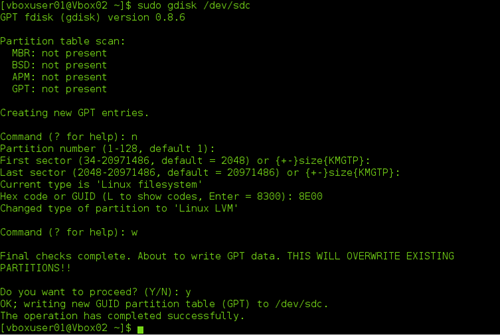 [vboxuser01@Vbox02 ~]$ sudo gdisk /dev/sdc
GPT fdisk (gdisk) version 0.8.6
Partition table scan:
MBR: not present
BSD: not present
APM: not present
GPT: not present
Creating new GPT entries.
Command (? for help): n
Partition number (1-128, default 1):
First sector (34-20971486, default = 2048) or {+-}size{KMGTP}:
Last sector (2048-20971486, default = 20971486) or {+-}size{KMGTP}:
Current type is 'Linux filesystem'
Hex code or GUID (L to show codes, Enter = 8300): 8E00
Changed type of partition to 'Linux LVM'
Command (? for help): w
Final checks complete. About to write GPT data. THIS WILL OVERWRITE EXISTING
PARTITIONS!!
Do you want to proceed? (Y/N): y
OK; writing new GUID partition table (GPT) to /dev/sdc.
The operation has completed successfully.
[vboxuser01@Vbox02 ~]$